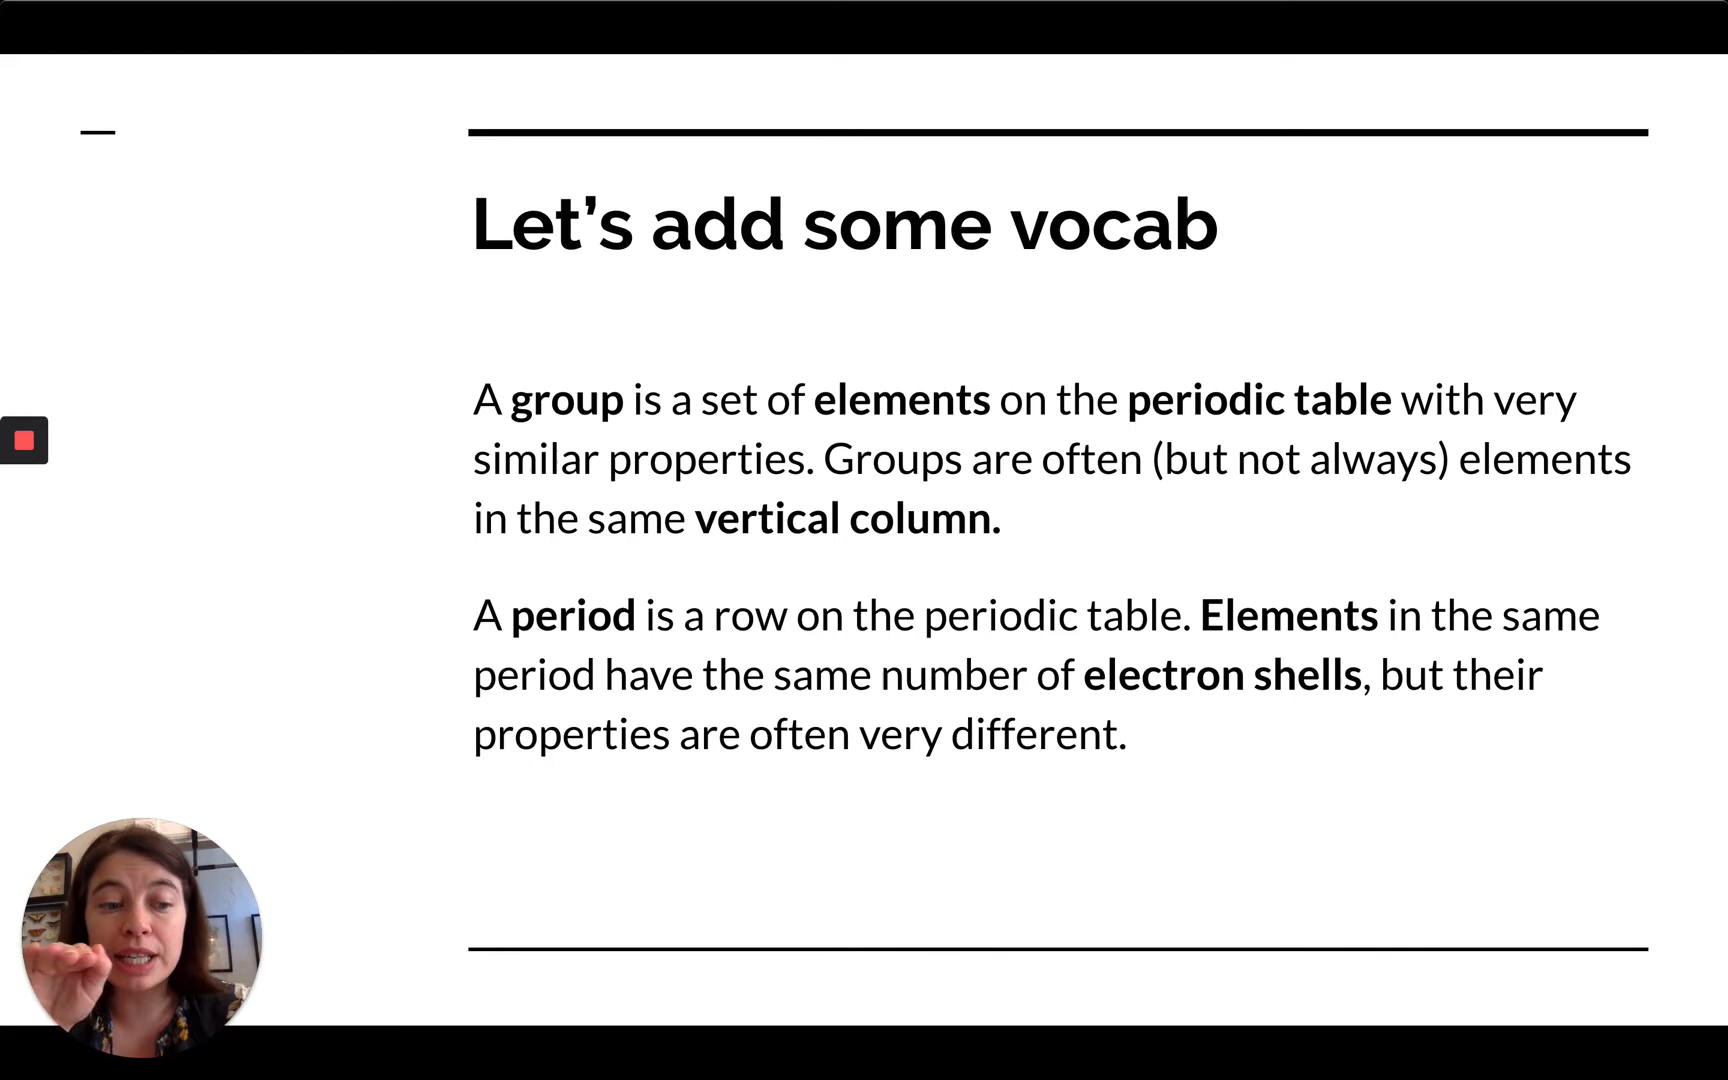 Let’s add some vocab
A group is a set of elements on the periodic table with very
similar properties. Groups are often (but not always) elements
in the same vertical column.
A period is a row on the periodic table. Elements in the same
period have the same number of electron shells, but their
properties are often very different.